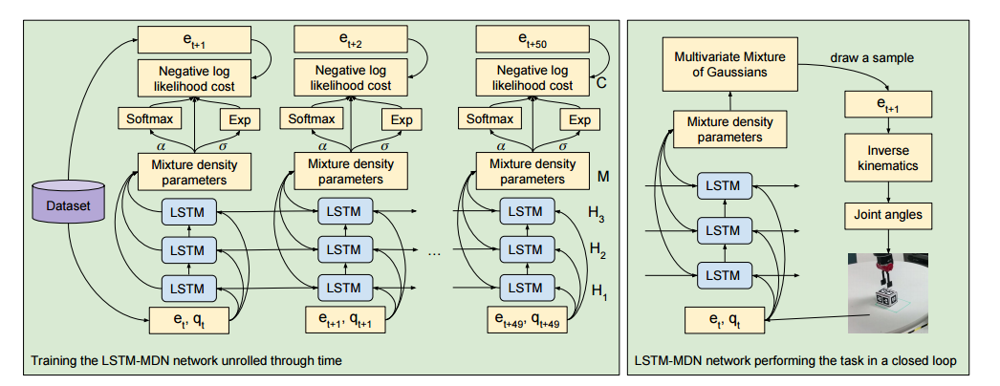 e_t+1
e_t+2
e_t+50
Negative log
likelihood cost
Negative log
likelihood cost
Negative log
likelihood cost
C
Softmax
Exp
Softmax
Exp
Softmax
Exp
α
σ
α
σ
α
σ
Mixture density
parameters
Mixture density
parameters
Mixture density
parameters
M
Dataset
LSTM
LSTM
LSTM
H_3
LSTM
LSTM
...
LSTM
H_2
LSTM
LSTM
LSTM
H_1
e_t, q_t
e_t+1, q_t+1
e_t+49, q_t+49
Training the LSTM-MDN network unrolled through time
Multivariate Mixture
of Gaussians
draw a sample
e_t+1
Mixture density
parameters
Inverse
kinematics
LSTM
LSTM
LSTM
Joint angles
e_t, q_t
LSTM-MDN network performing the task in a closed loop